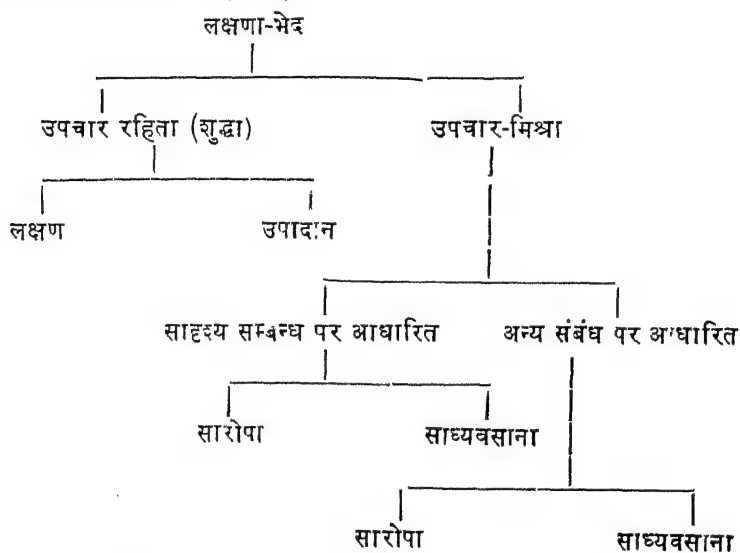 लक्षणा-भेद
उपचार रहिता (शुद्धा) उपचार-मिश्रा
लक्षण उपादान
सादृश्य सम्बन्ध पर आधारित अन्य संबंध पर आधारित
सारोपा साध्यवसाना
सारोपा साध्यवसाना